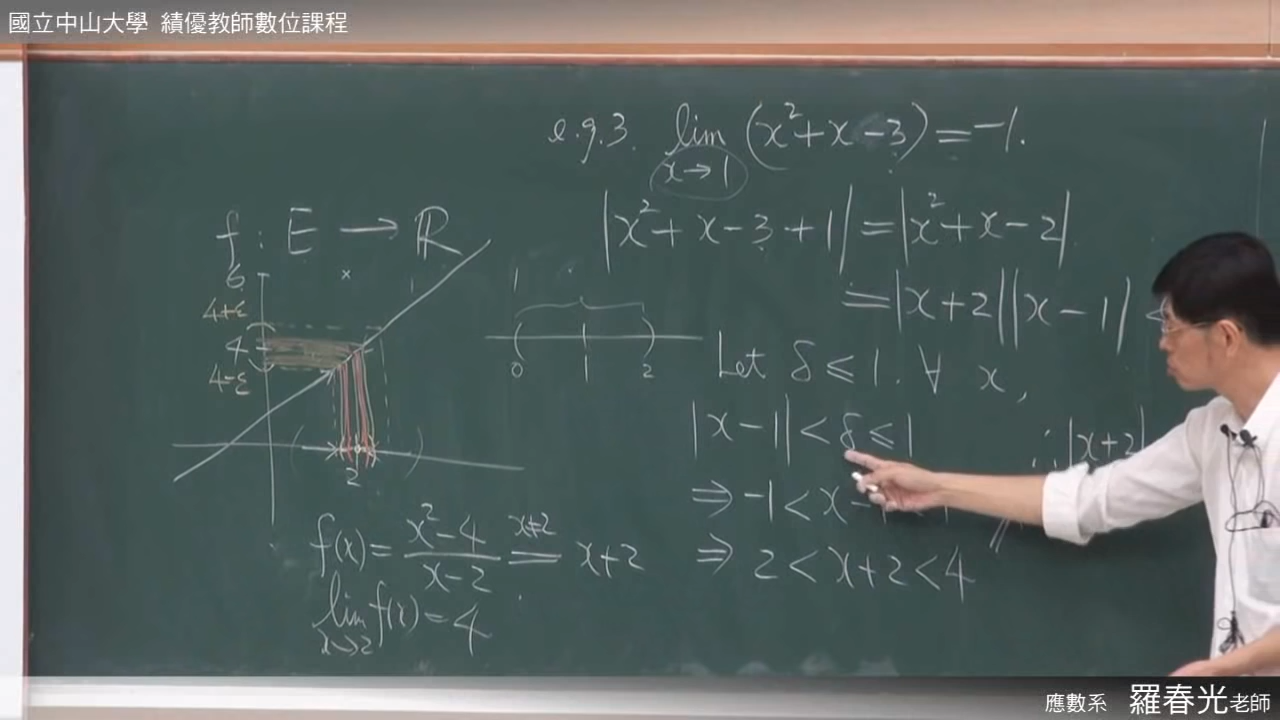 國立中山大學 績優教師數位課程
e.g.3. lim (x²+x-3)=-1.
x→1
|x²+x-3+1|=|x²+x-2|
=|x+2||x-1|<
Let δ≤1. ∀ x,
|x-1|<δ≤1
∴|x+2|
⇒ -1<x-
⇒ 2<x+2<4
f: E → R
6
4+ε
4
4-ε
2
0 1 2
f(x)= x²-4 / x-2 = x+2
x≠2
lim f(x)=4
x→2
應數系 羅春光老師